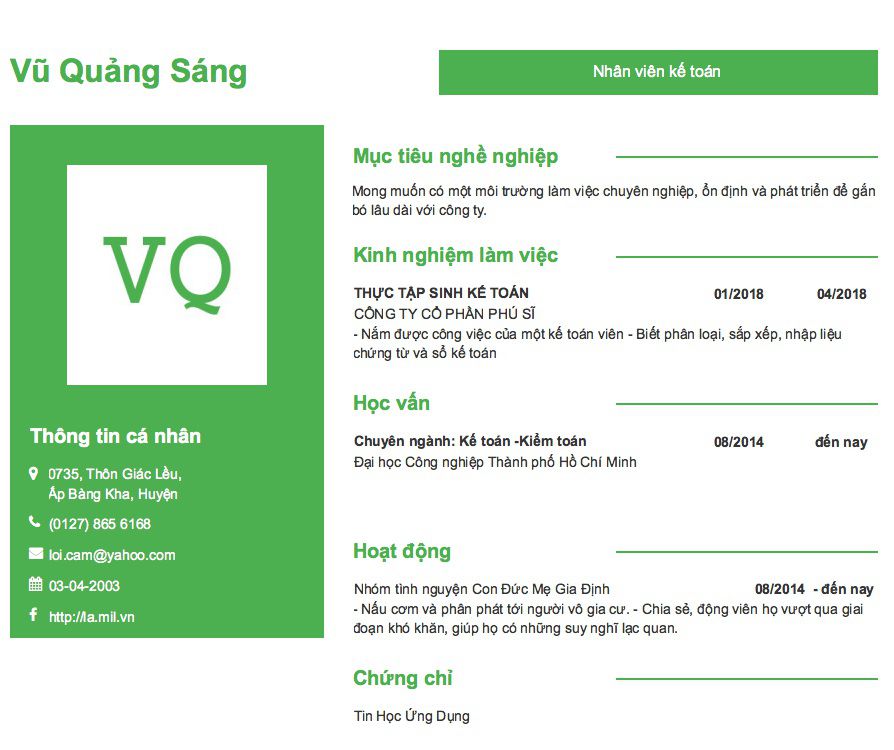 Vũ Quảng Sáng
Nhân viên kế toán
VQ
Thông tin cá nhân
0735, Thôn Giác Lều,
Ấp Bàng Kha, Huyện
(0127) 865 6168
loi.cam@yahoo.com
03-04-2003
http://la.mil.vn
Mục tiêu nghề nghiệp
Mong muốn có một môi trường làm việc chuyên nghiệp, ổn định và phát triển để gắn
bó lâu dài với công ty.
Kinh nghiệm làm việc
THỰC TẬP SINH KẾ TOÁN 01/2018 04/2018
CÔNG TY CỔ PHẦN PHÚ SĨ
- Nắm được công việc của một kế toán viên - Biết phân loại, sắp xếp, nhập liệu
chứng từ và sổ kế toán
Học vấn
Chuyên ngành: Kế toán -Kiểm toán 08/2014 đến nay
Đại học Công nghiệp Thành phố Hồ Chí Minh
Hoạt động
Nhóm tình nguyện Con Đức Mẹ Gia Định 08/2014 - đến nay
- Nấu cơm và phân phát tới người vô gia cư. - Chia sẻ, động viên họ vượt qua giai
đoạn khó khăn, giúp họ có những suy nghĩ lạc quan.
Chứng chỉ
Tin Học Ứng Dụng